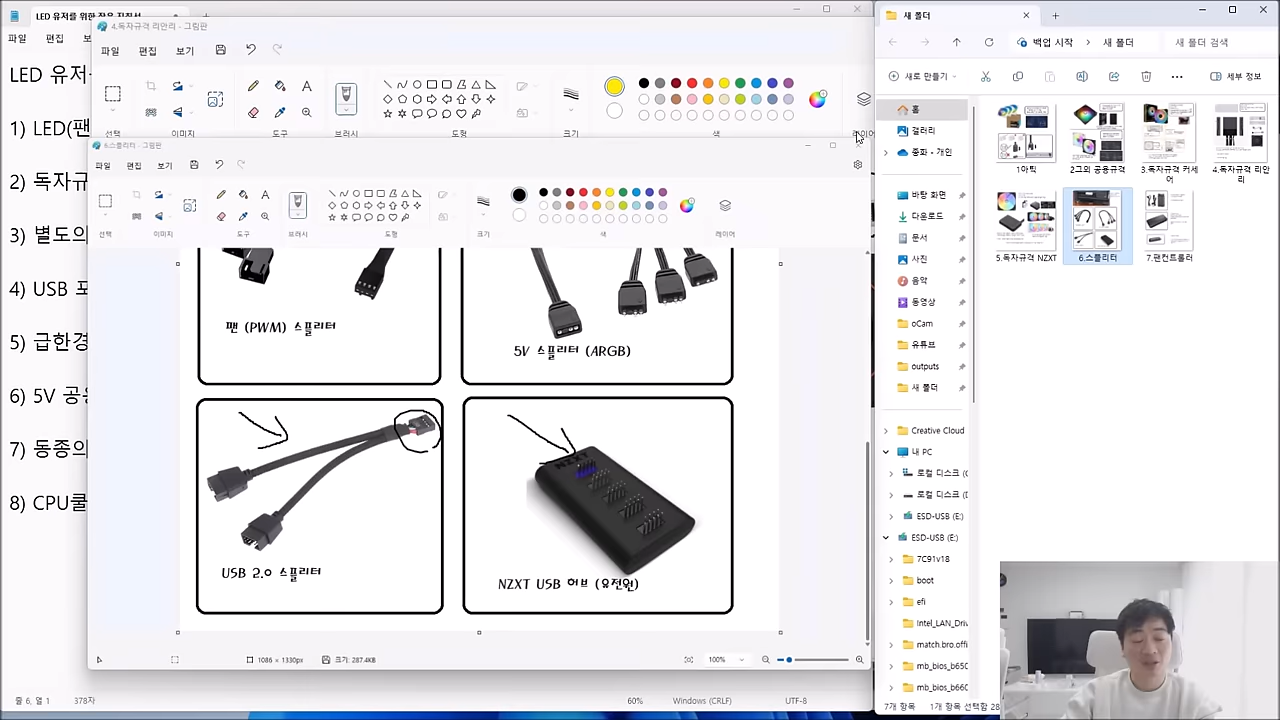 LED 유저를 위한
파일 편집
LED 유저
1) LED(팬
2) 독자규
3) 별도의
4) USB 포
5) 급한경
6) 5V 공용
7) 동종의
8) CPU쿨
줄 6, 열 1 378자 60% Windows (CRLF) UTF-8
4.독자규격 리안리 - 그림판
파일 편집 보기
선택 이미지 도구 브러시 도형 크기 색
6.스플리터 - 그림판
파일 편집 보기
선택 이미지 도구 브러시 도형 크기 색 레이어
팬 (PWM) 스플리터
5V 스플리터 (ARGB)
USB 2.0 스플리터
NZXT
NZXT USB 허브 (유전원)
1086 × 1330px 크기: 287.4KB 100%
새 폴더
백업 시작 새 폴더 새 폴더 검색
새로 만들기 세부 정보
홈
갤러리
종화 - 개인
바탕 화면
다운로드
문서
사진
음악
동영상
oCam
유튜브
outputs
새 폴더
Creative Cloud
내 PC
로컬 디스크 (C
로컬 디스크 (D
ESD-USB (E:)
ESD-USB (E:)
7C91v18
boot
efi
Intel_LAN_Driv
match.bro.offi
mb_bios_b650
mb_bios_b660
1아픽
2그외 공용규격
3.독자규격 커세어
4.독자규격 리안리
5.독자규격 NZXT
6.스플리터
7.팬컨트롤러
7개 항목 1개 항목 선택함 28